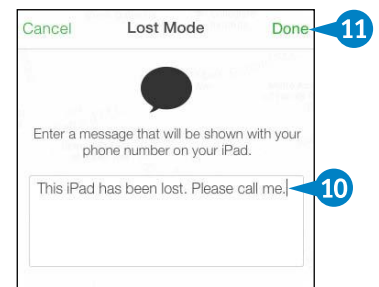 Cancel Lost Mode Done 11
Enter a message that will be shown with your
phone number on your iPad.
This iPad has been lost. Please call me. 10